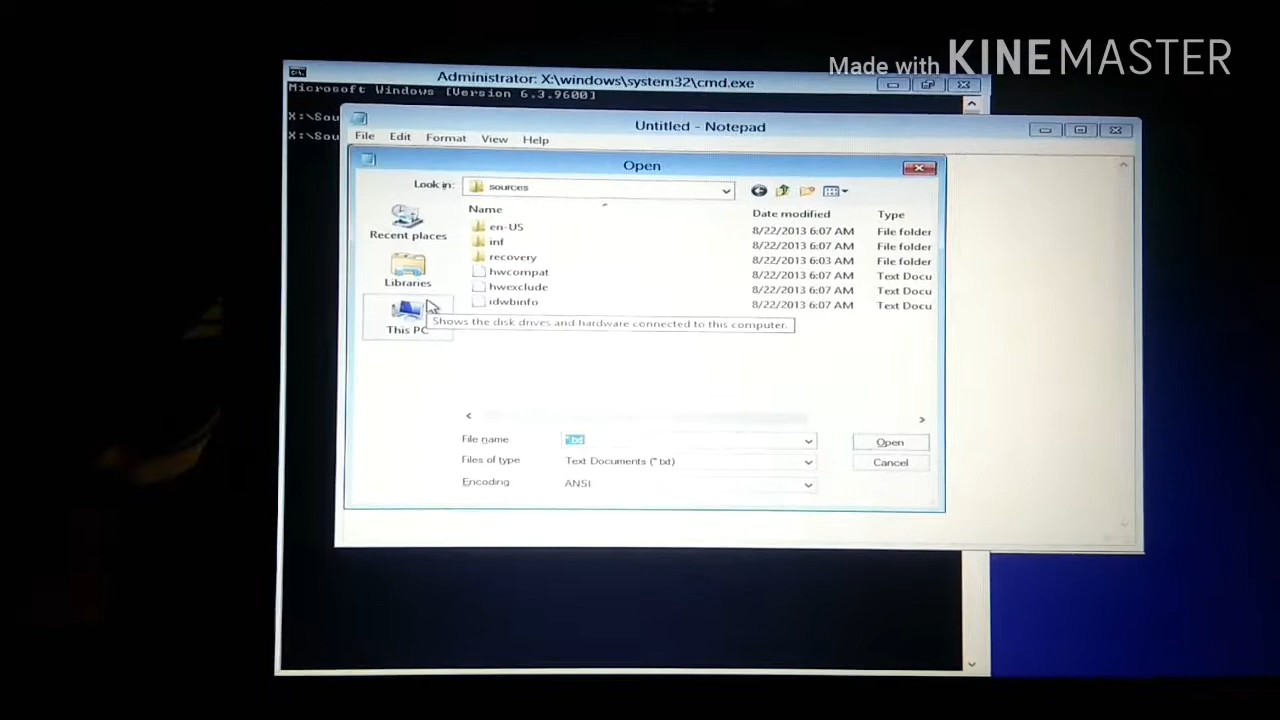 Made with KINEMASTER
Administrator: X:\windows\system32\cmd.exe
Microsoft Windows [Version 6.3.9600]
X:\Sou
X:\Sou
Untitled - Notepad
File Edit Format View Help
Open
Look in: sources
Name Date modified Type
en-US 8/22/2013 6:07 AM File folder
inf 8/22/2013 6:07 AM File folder
recovery 8/22/2013 6:03 AM File folder
hwcompat 8/22/2013 6:07 AM Text Docu
hwexclude 8/22/2013 6:07 AM Text Docu
idwbinfo 8/22/2013 6:07 AM Text Docu
Recent places
Libraries
This PC
Shows the disk drives and hardware connected to this computer.
File name *.txt Open
Files of type Text Documents (*.txt) Cancel
Encoding ANSI